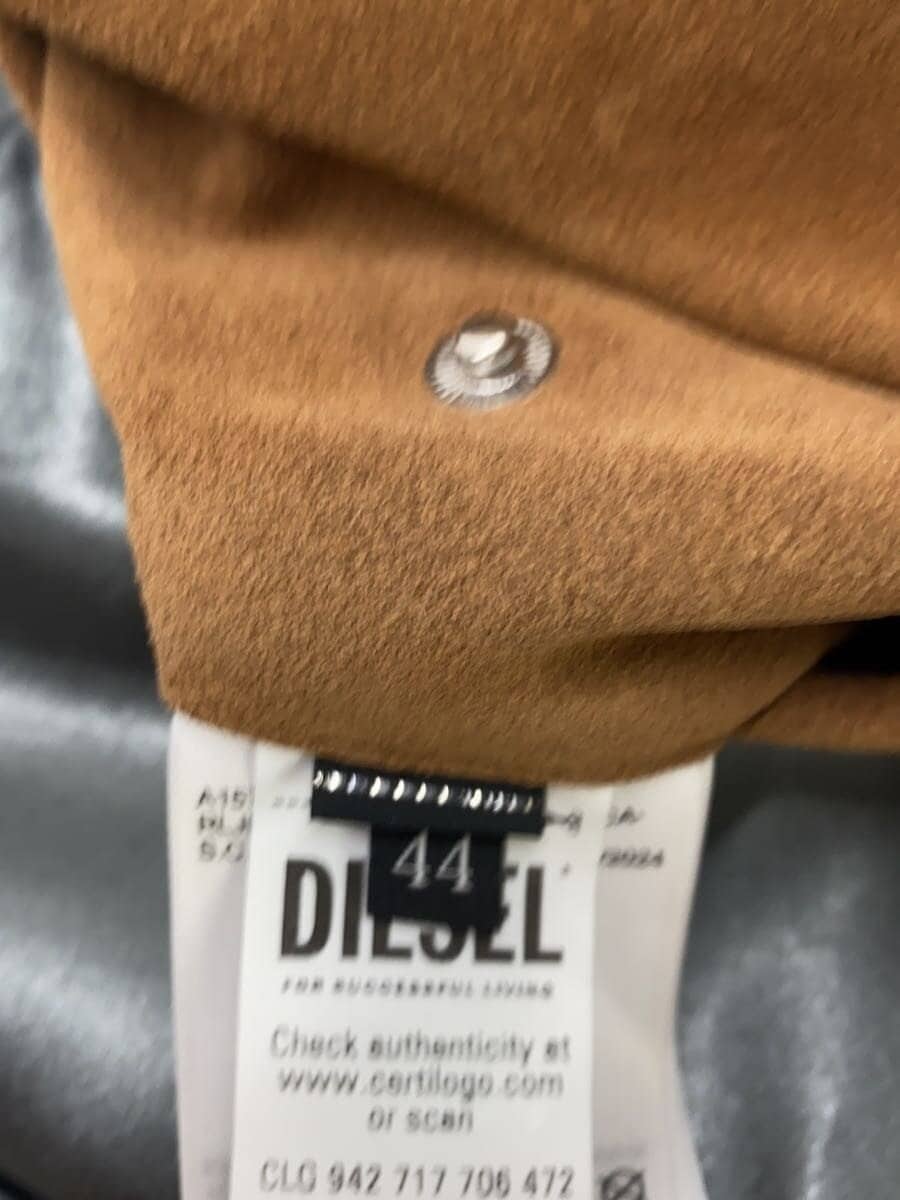 44
DIESEL
FOR SUCCESSFUL LIVING
Check authenticity at
www.certilogo.com
or scan
CLG 942 717 706 472